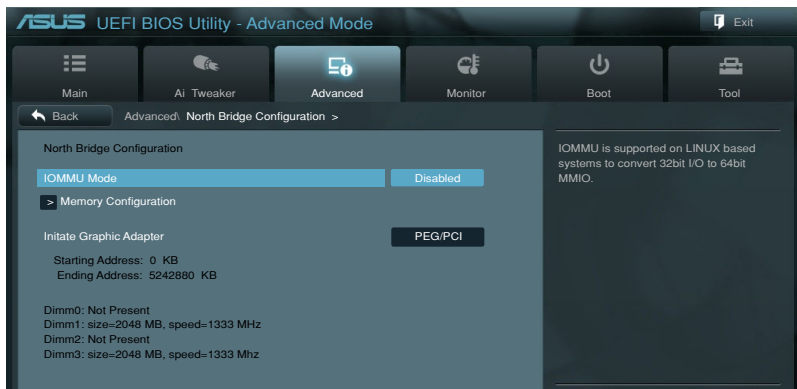 ASUS UEFI BIOS Utility - Advanced Mode
Exit
Main
Ai Tweaker
Advanced
Monitor
Boot
Tool
Back
Advanced\ North Bridge Configuration >
North Bridge Configuration
IOMMU Mode Disabled
> Memory Configuration
Initate Graphic Adapter PEG/PCI
Starting Address: 0 KB
Ending Address: 5242880 KB
Dimm0: Not Present
Dimm1: size=2048 MB, speed=1333 MHz
Dimm2: Not Present
Dimm3: size=2048 MB, speed=1333 Mhz
IOMMU is supported on LINUX based
systems to convert 32bit I/O to 64bit
MMIO.